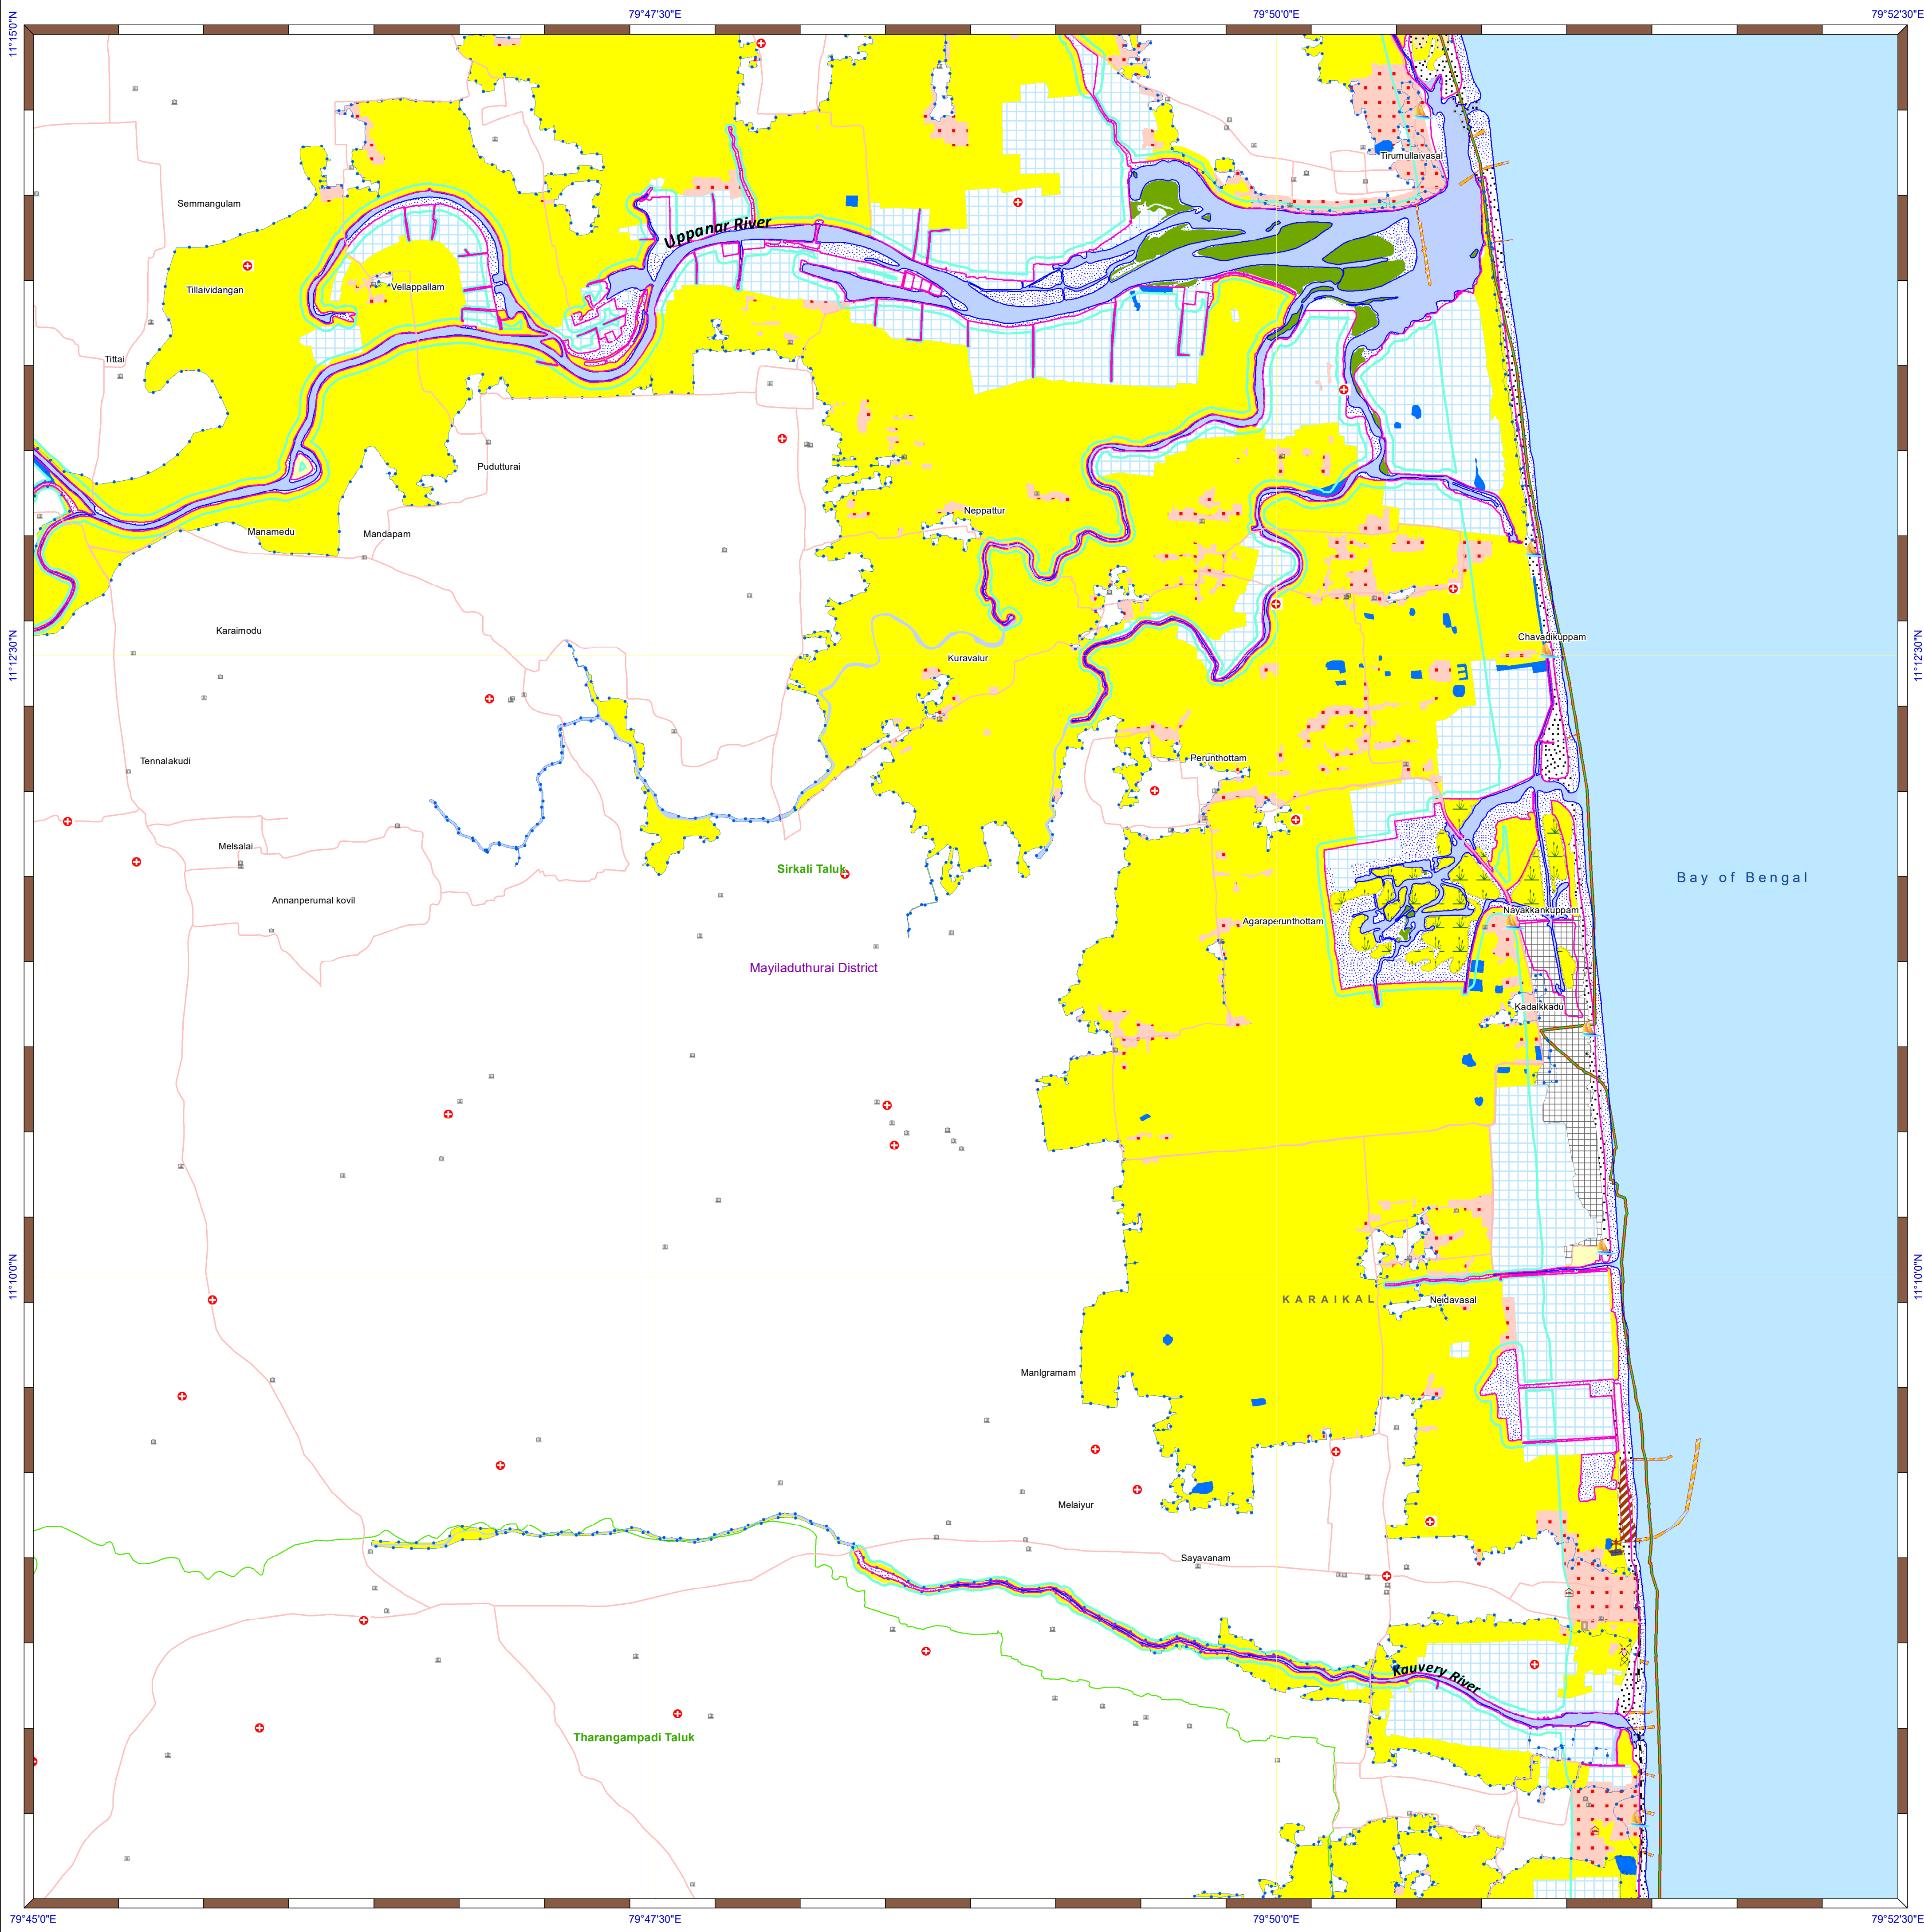 79°47'30"E
79°50'0"E
79°52'30"E
11°15'0"N
Tirumullaivasal
Semmangulam
Uppanar River
Tillaividangan
Vellappallam
Tittai
Pudutturai
Neppattur
Manamedu
Mandapam
Karaimodu
Chavadikuppam
11°12'30"N
11°12'30"N
Kuravalur
Perunthottam
Tennalakudi
Melsalai
Sirkali Taluk
Bay of Bengal
Annanperumal kovil
Nayakkankuppam
Agaraperunthottam
Mayiladuthurai District
Kadalkkadu
11°10'0"N
11°10'0"N
KARAIKAL
Neidavasal
ManIgramam
Melaiyur
Sayavanam
Kauvery River
Tharangampadi Taluk
79°45'0"E
79°47'30"E
79°50'0"E
79°52'30"E